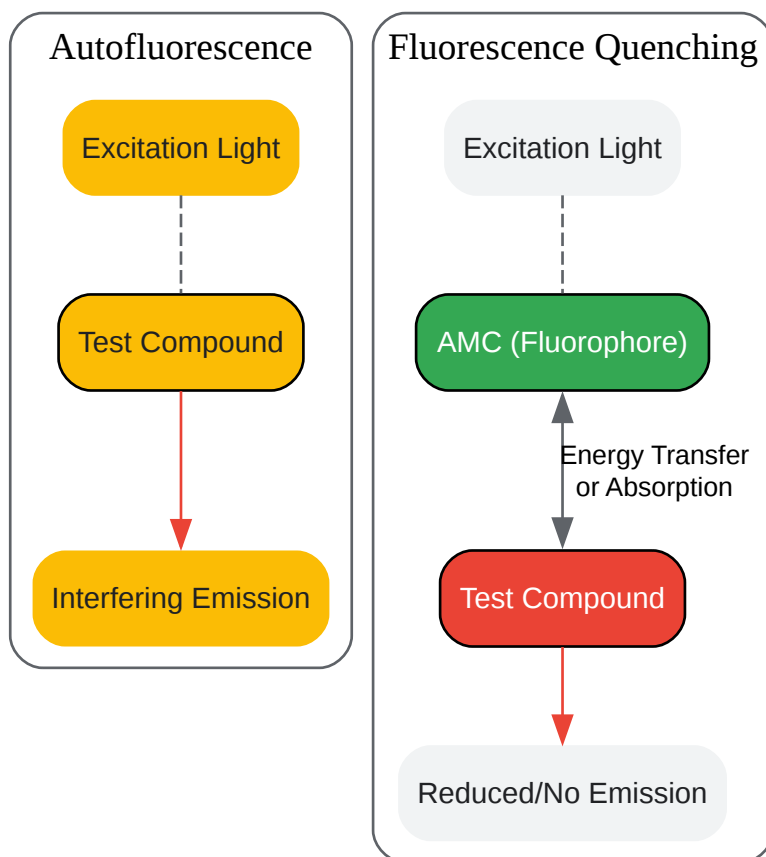 Autofluorescence
Excitation Light
Test Compound
Interfering Emission
Fluorescence Quenching
Excitation Light
AMC (Fluorophore)
Energy Transfer
or Absorption
Test Compound
Reduced/No Emission